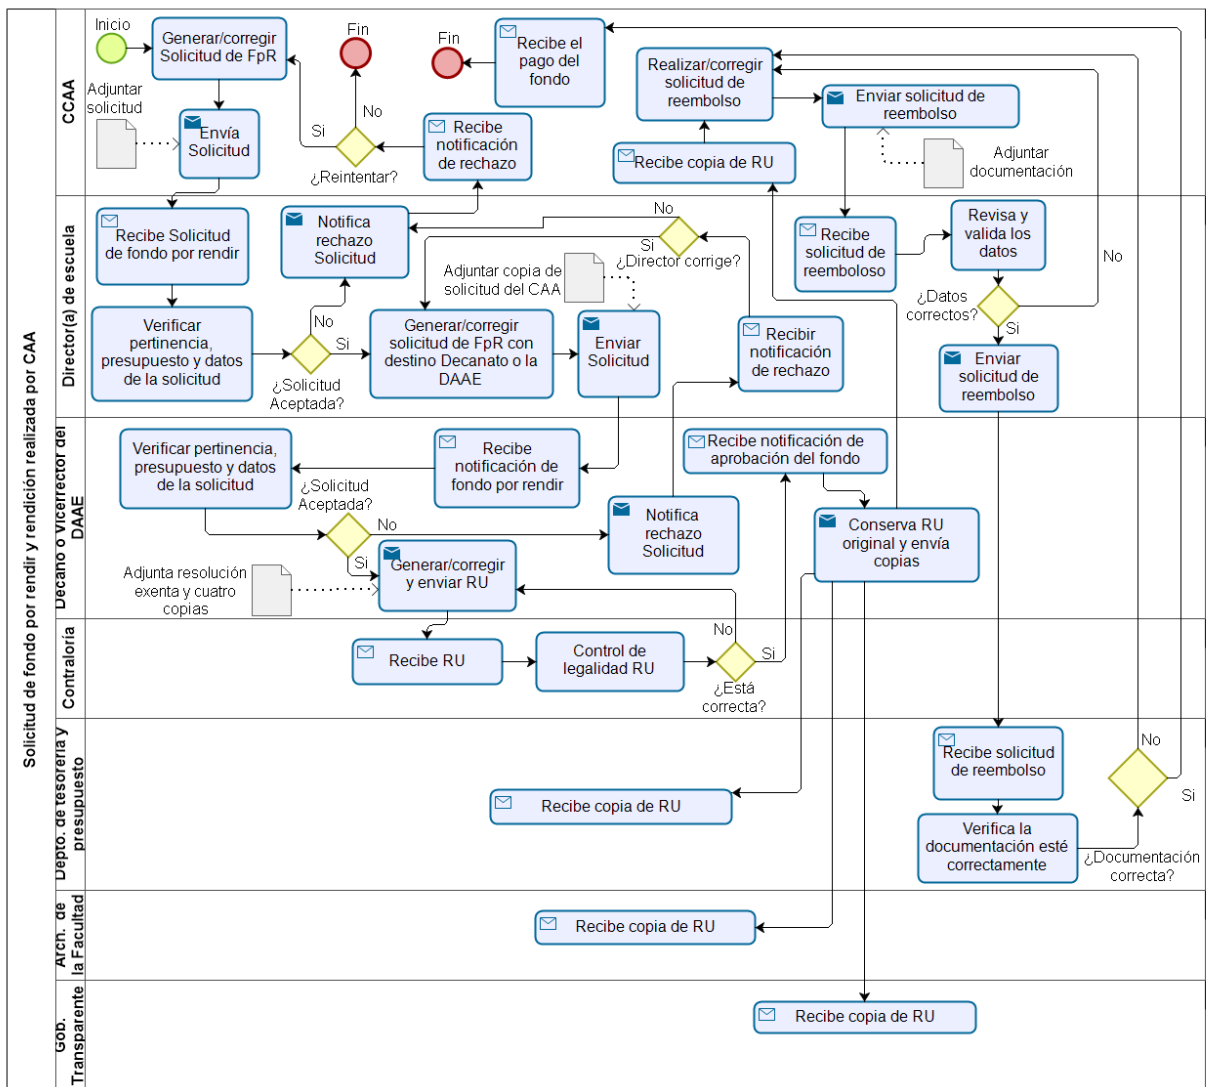 Solicitud de fondo por rendir y rendición realizada por CAA
CCAA
Inicio
Generar/corregir
Solicitud de FpR
Fin
Fin
Recibe el
pago del
fondo
Realizar/corregir
solicitud de
reembolso
Enviar solicitud de
reembolso
Adjuntar
solicitud
Envía
Solicitud
Si
No
¿Reintentar?
Recibe
notificación
de rechazo
Recibe copia de RU
Adjuntar
documentación
Director(a) de escuela
Recibe Solicitud
de fondo por rendir
Notifica
rechazo
Solicitud
No
Si
¿Director corrige?
Adjuntar copia de
solicitud del CAA
Recibe
solicitud de
reemboloso
Revisa y
valida los
datos
No
¿Datos
correctos?
Si
Verificar
pertinencia,
presupuesto y datos
de la solicitud
No
Si
¿Solicitud
Aceptada?
Generar/corregir
solicitud de FpR con
destino Decanato o la
DAAE
Enviar
Solicitud
Recibir
notificación
de rechazo
Enviar
solicitud de
reembolso
Decano o Vicerrector del
DAAE
Verificar pertinencia,
presupuesto y datos
de la solicitud
¿Solicitud
Aceptada?
Recibe
notificación de
fondo por rendir
Recibe notificación de
aprobación del fondo
No
Si
Notifica
rechazo
Solicitud
Conserva RU
original y envía
copias
Adjunta resolución
exenta y cuatro
copias
Generar/corregir
y enviar RU
Contraloría
Recibe RU
Control de
legalidad RU
No
Si
¿Está
correcta?
Depto. de tesorería y
presupuesto
Recibe copia de RU
Recibe solicitud
de reembolso
No
Si
Verifica la
documentación esté
correctamente
¿Documentación
correcta?
Arch. de
la Facultad
Recibe copia de RU
Gob.
Transparente
Recibe copia de RU